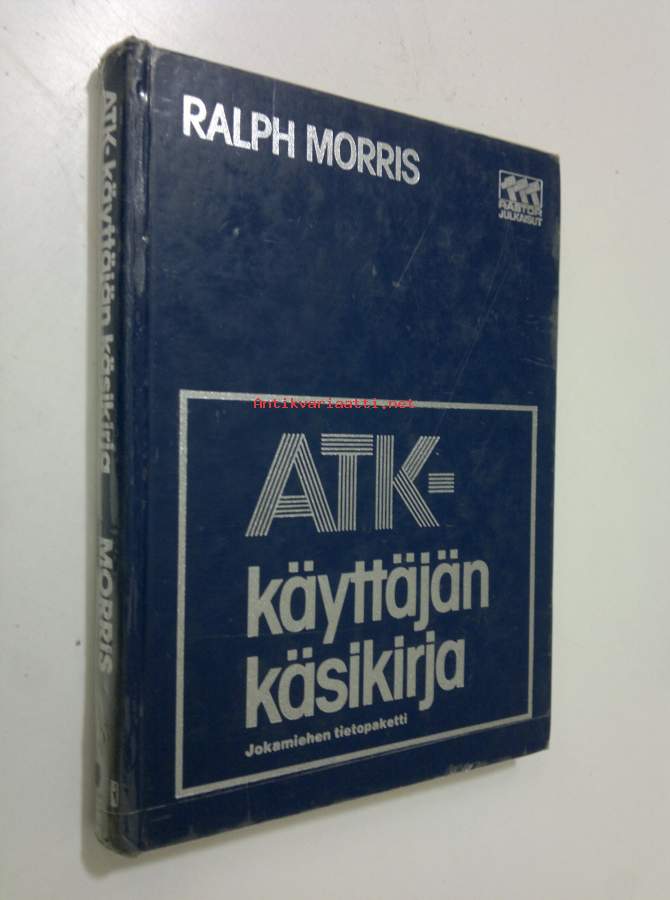 RALPH MORRIS
RASTOR
JULKAISUT
Antikvariaatti.net
ATK-
käyttäjän
käsikirja
Jokamiehen tietopaketti
ATK-käyttäjän käsikirja MORRIS